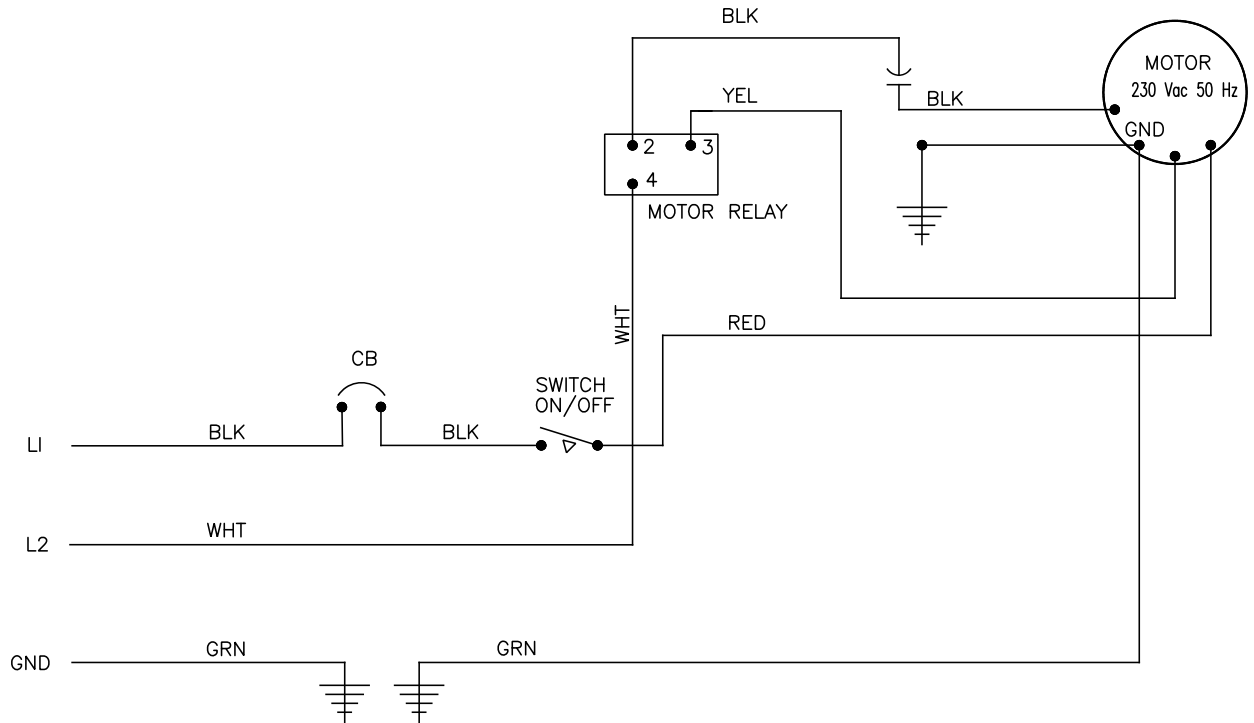 BLK
MOTOR
230 Vac 50 Hz
YEL
BLK
GND
2
3
4
MOTOR RELAY
WHT
RED
CB
SWITCH
ON/OFF
L1
BLK
BLK
L2
WHT
GND
GRN
GRN